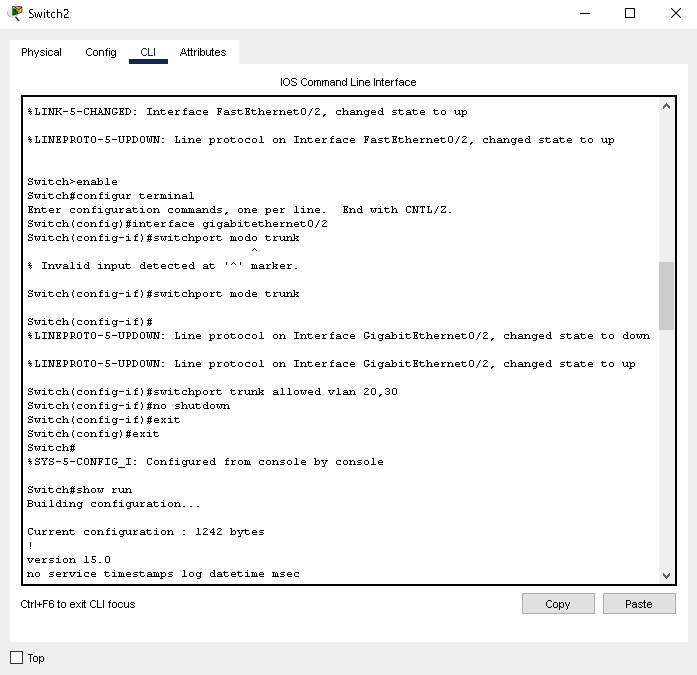 Switch2
Physical Config CLI Attributes
IOS Command Line Interface
%LINK-5-CHANGED: Interface FastEthernet0/2, changed state to up
%LINEPROTO-5-UPDOWN: Line protocol on Interface FastEthernet0/2, changed state to up
Switch>enable
Switch#configur terminal
Enter configuration commands, one per line.  End with CNTL/Z.
Switch(config)#interface gigabitethernet0/2
Switch(config-if)#switchport modo trunk
^
% Invalid input detected at '^' marker.
Switch(config-if)#switchport mode trunk
Switch(config-if)#
%LINEPROTO-5-UPDOWN: Line protocol on Interface GigabitEthernet0/2, changed state to down
%LINEPROTO-5-UPDOWN: Line protocol on Interface GigabitEthernet0/2, changed state to up
Switch(config-if)#switchport trunk allowed vlan 20,30
Switch(config-if)#no shutdown
Switch(config-if)#exit
Switch(config)#exit
Switch#
%SYS-5-CONFIG_I: Configured from console by console
Switch#show run
Building configuration...
Current configuration : 1242 bytes
!
version 15.0
no service timestamps log datetime msec
Ctrl+F6 to exit CLI focus
Copy Paste
Top